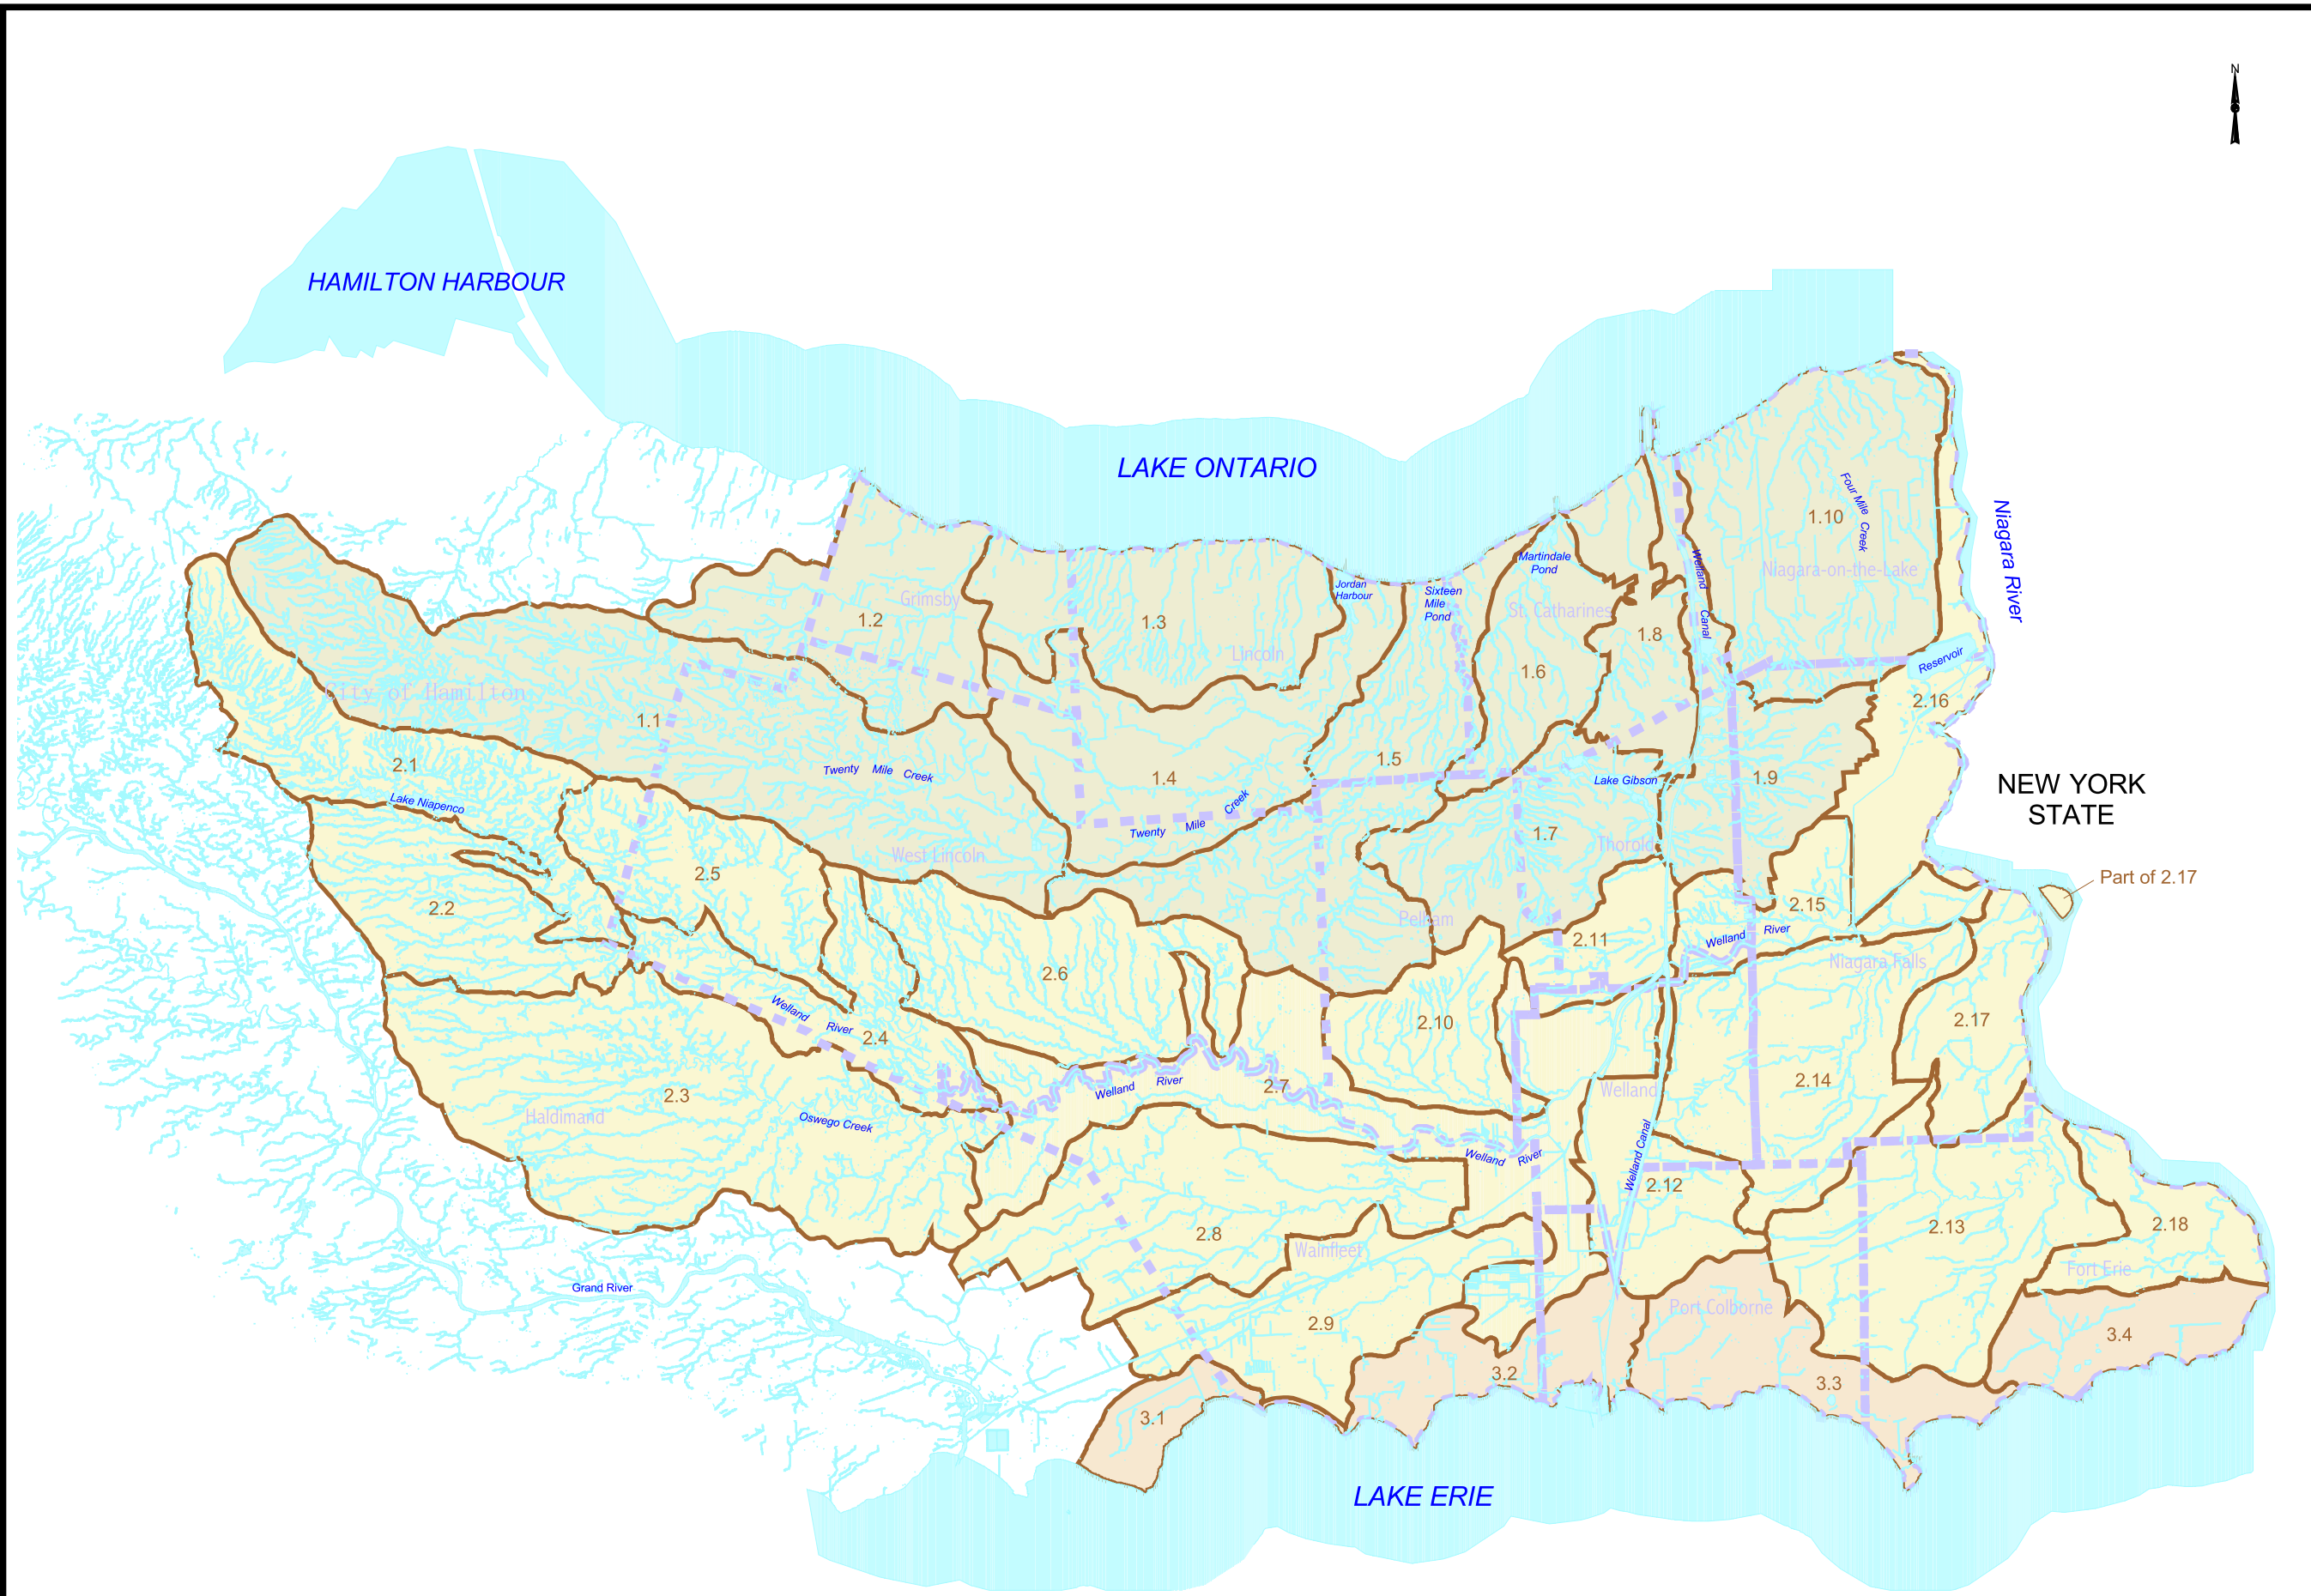 N
HAMILTON HARBOUR
LAKE ONTARIO
Niagara River
Four Mile Creek
1.10
Niagara-on-the-Lake
Martindale
Pond
Welland Canal
Jordan
Harbour
Sixteen
Mile
Pond
St. Catharines
Grimsby
1.2
1.3
1.8
Lincoln
1.6
Reservoir
2.16
City of Hamilton
1.1
1.5
2.1
Twenty Mile Creek
1.4
Lake Gibson
1.9
NEW YORK
STATE
Lake Niapenco
Twenty Mile Creek
1.7
Thorold
West Lincoln
2.5
Part of 2.17
2.2
Pelham
2.15
Welland River
2.11
Niagara Falls
2.6
Welland River
2.4
2.10
2.17
2.3
Haldimand
Oswego Creek
Welland River
2.7
Welland
2.14
Welland River
Welland Canal
2.12
2.8
Wainfleet
2.13
2.18
Fort Erie
Grand River
Port Colborne
2.9
3.4
3.2
3.3
3.1
LAKE ERIE